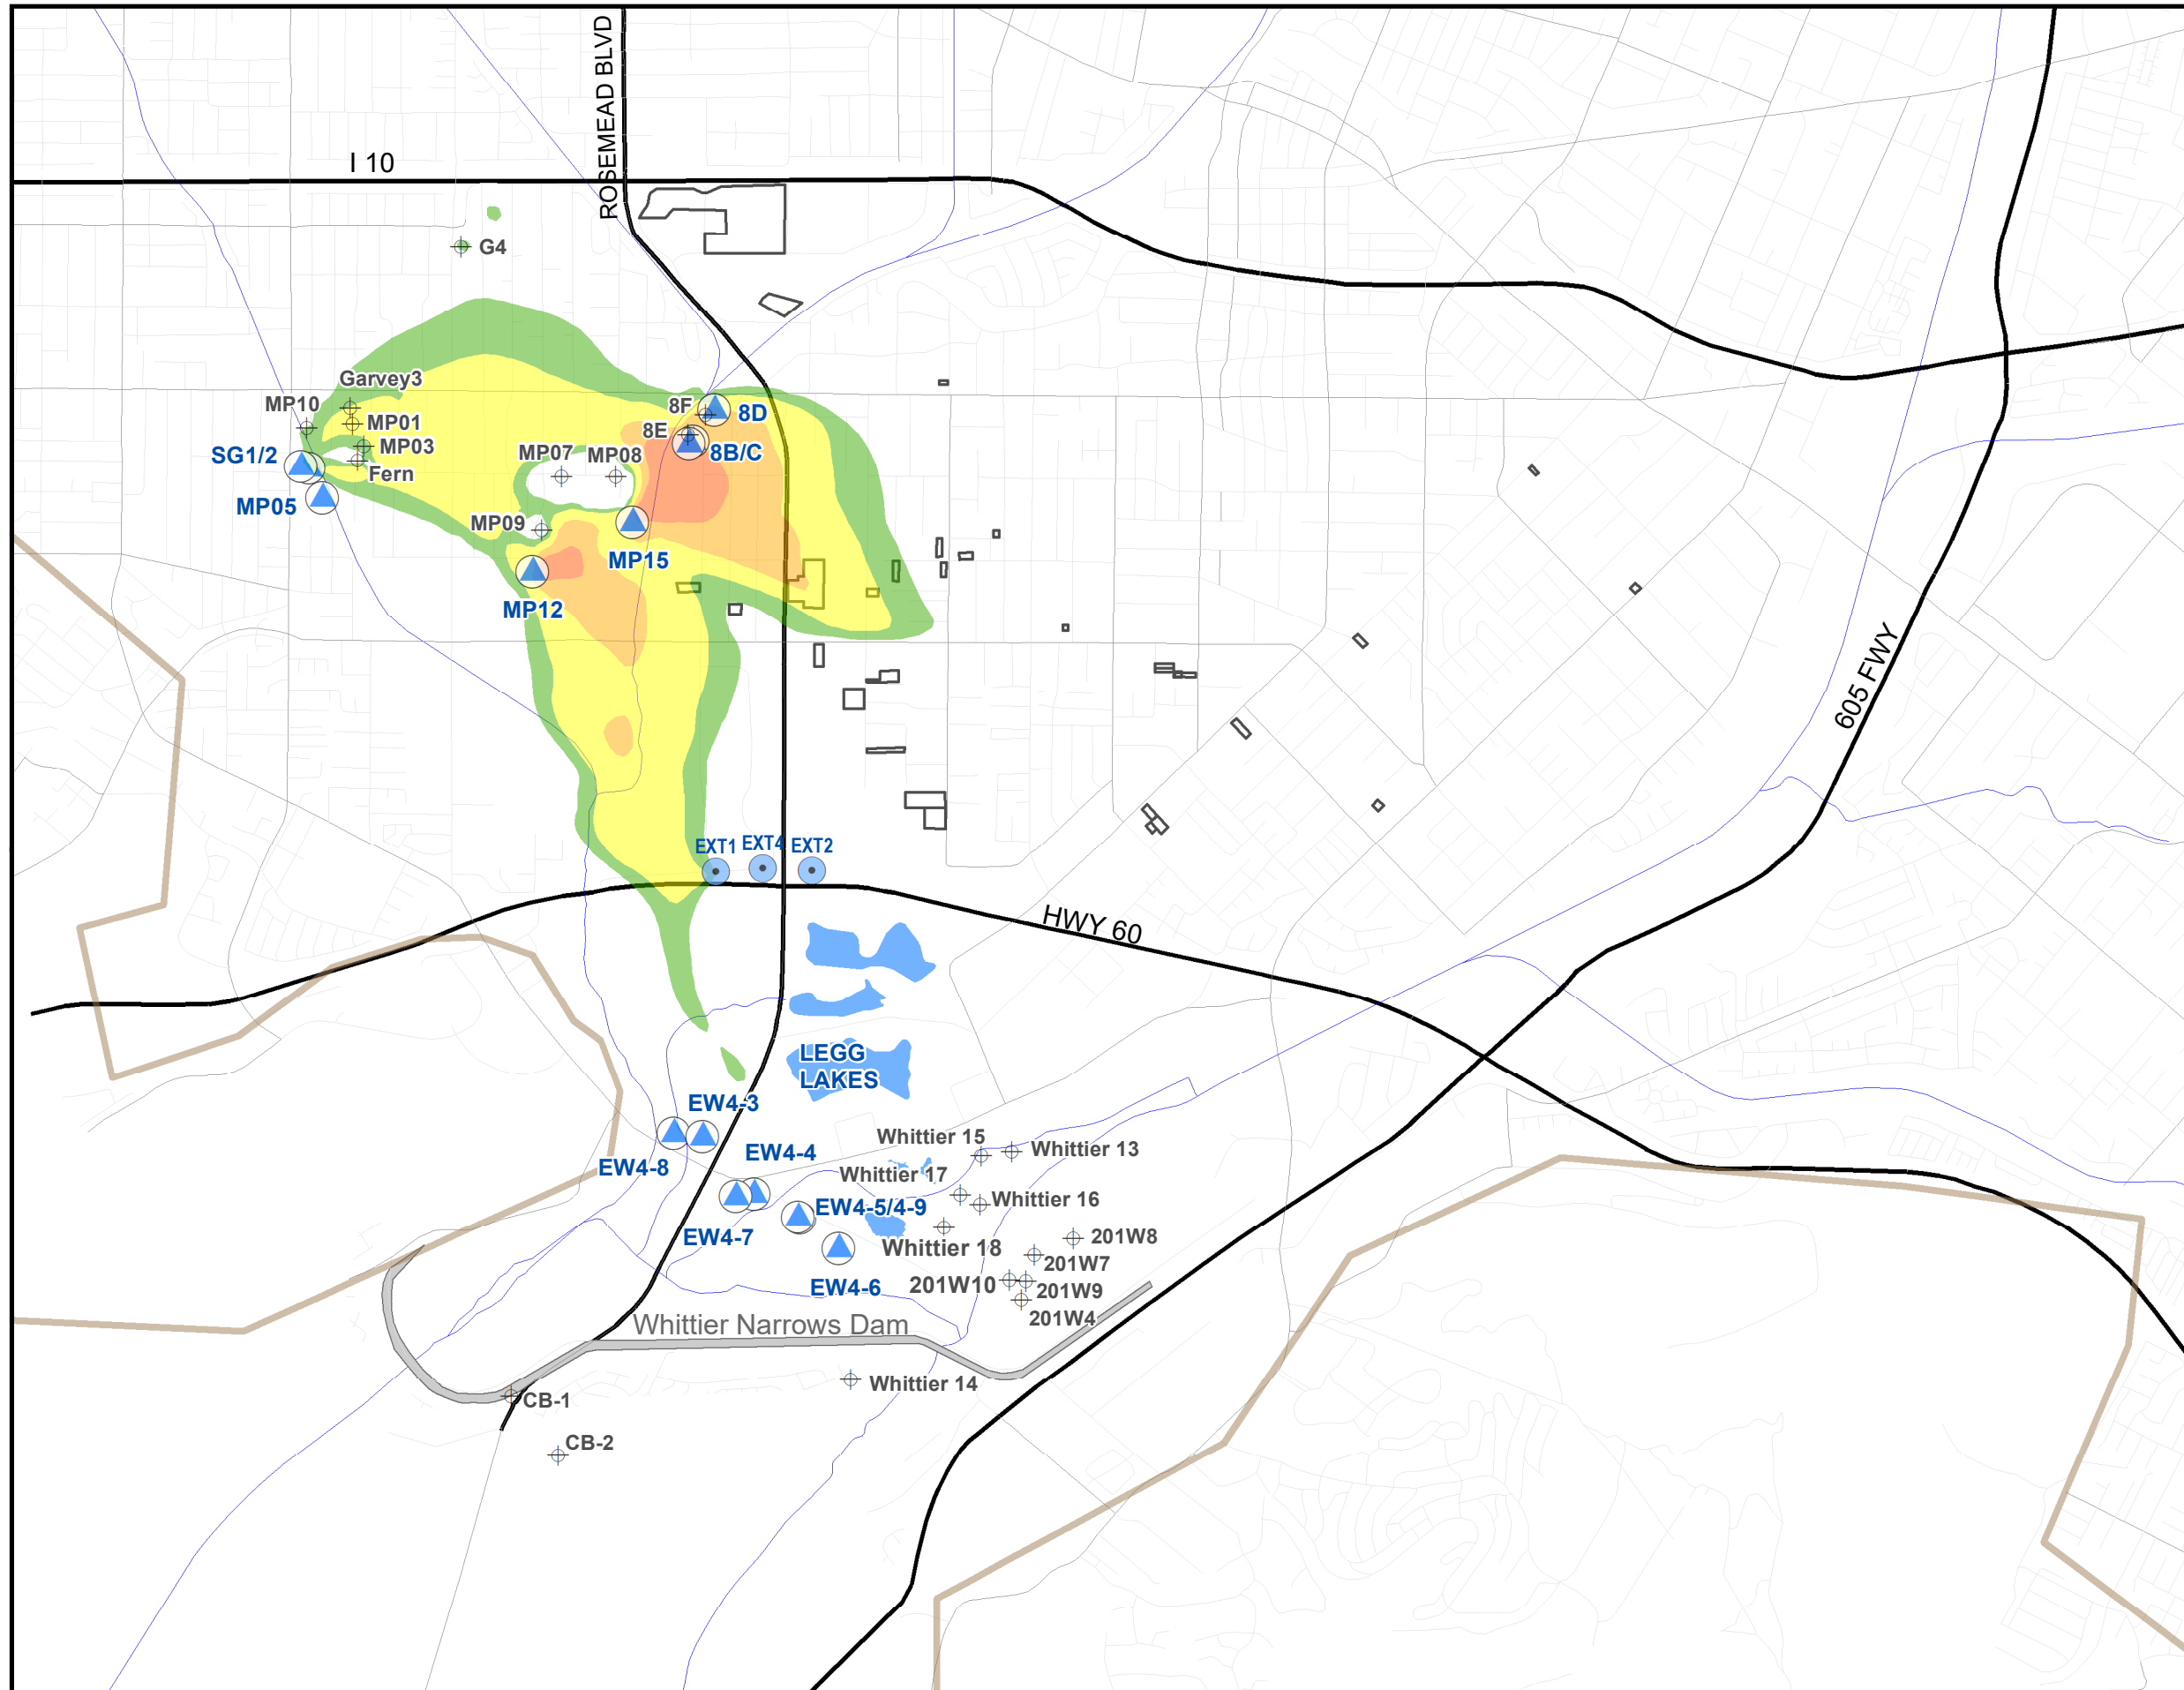 ROSEMEAD BLVD
I 10
G4
Garvey3
MP10
MP01
MP03
Fern
SG1/2
MP05
8F
8D
8E
8B/C
MP07
MP08
MP09
MP15
MP12
605 FWY
EXT1
EXT4
EXT2
HWY 60
LEGG
LAKES
EW4-3
EW4-4
EW4-8
Whittier 15
Whittier 13
Whittier 17
Whittier 16
EW4-5/4-9
EW4-7
Whittier 18
201W8
201W7
EW4-6
201W10
201W9
201W4
Whittier Narrows Dam
Whittier 14
CB-1
CB-2